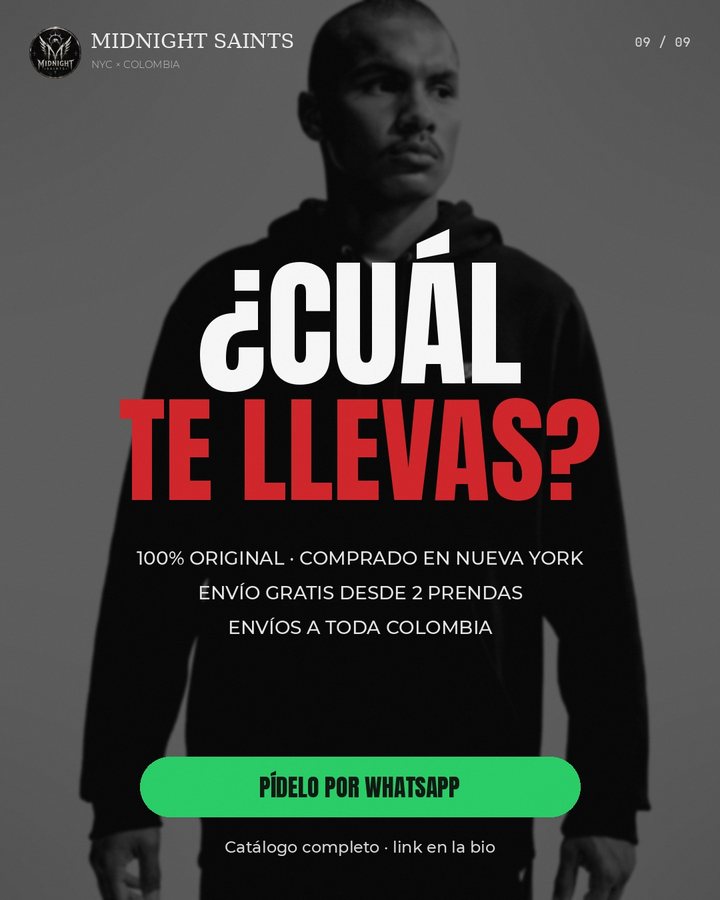 MIDNIGHT SAINTS
09 / 09
NYC × COLOMBIA
MIDNIGHT
¿CUÁL
TE LLEVAS?
100% ORIGINAL · COMPRADO EN NUEVA YORK
ENVÍO GRATIS DESDE 2 PRENDAS
ENVÍOS A TODA COLOMBIA
PÍDELO POR WHATSAPP
Catálogo completo · link en la bio